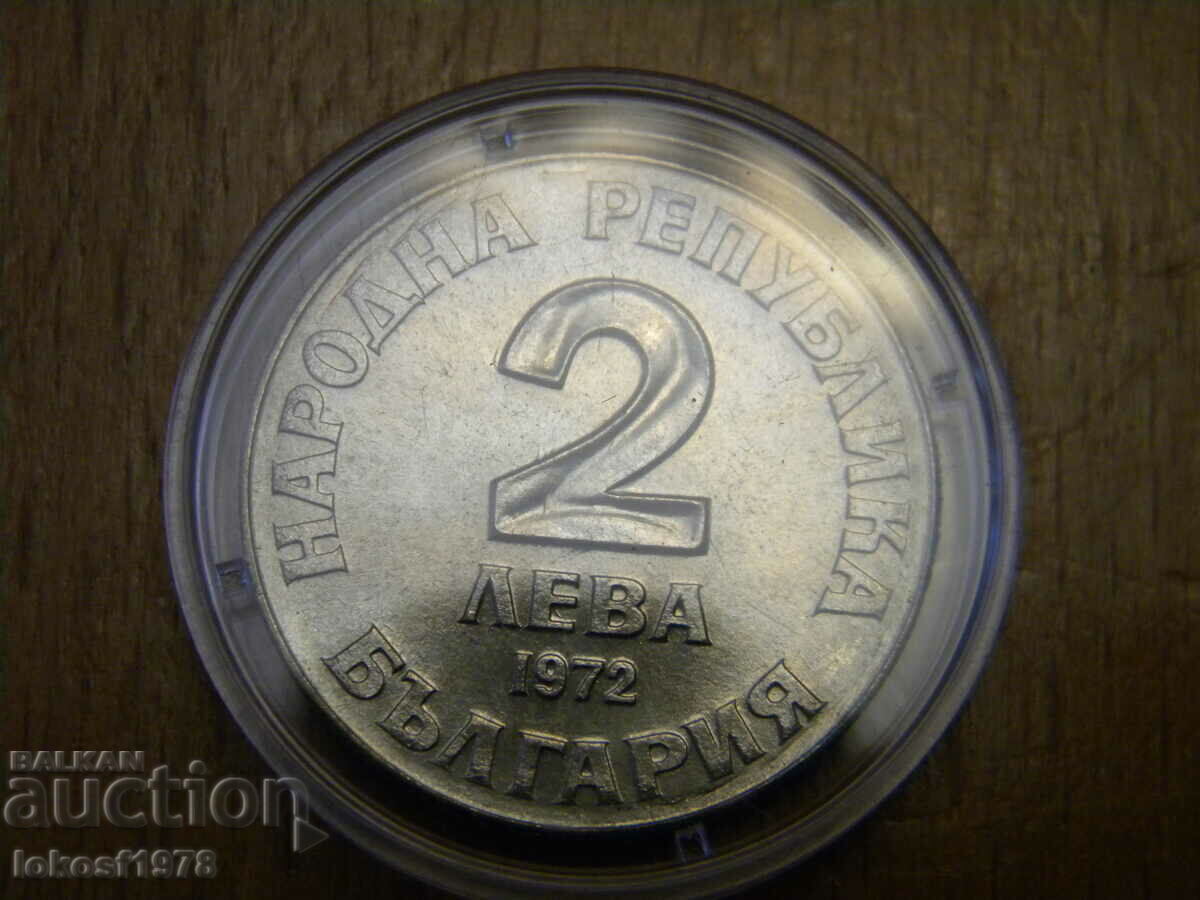 НАРОДНА РЕПУБЛИКА
2
ЛЕВА
1972
БЪЛГАРИЯ
BALKAN
auction
lokosf1978